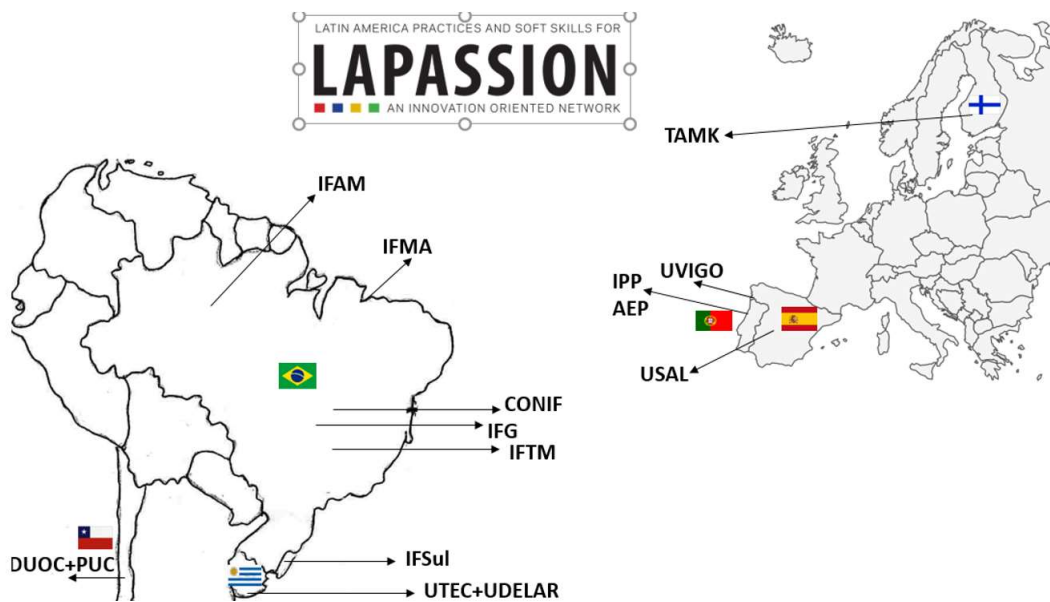 LATIN AMERICA PRACTICES AND SOFT SKILLS FOR
LAPASSION
AN INNOVATION ORIENTED NETWORK
TAMK
IFAM
IFMA
UVIGO
IPP
AEP
USAL
CONIF
IFG
IFTM
DUOC+PUC
IFSul
UTEC+UDELAR